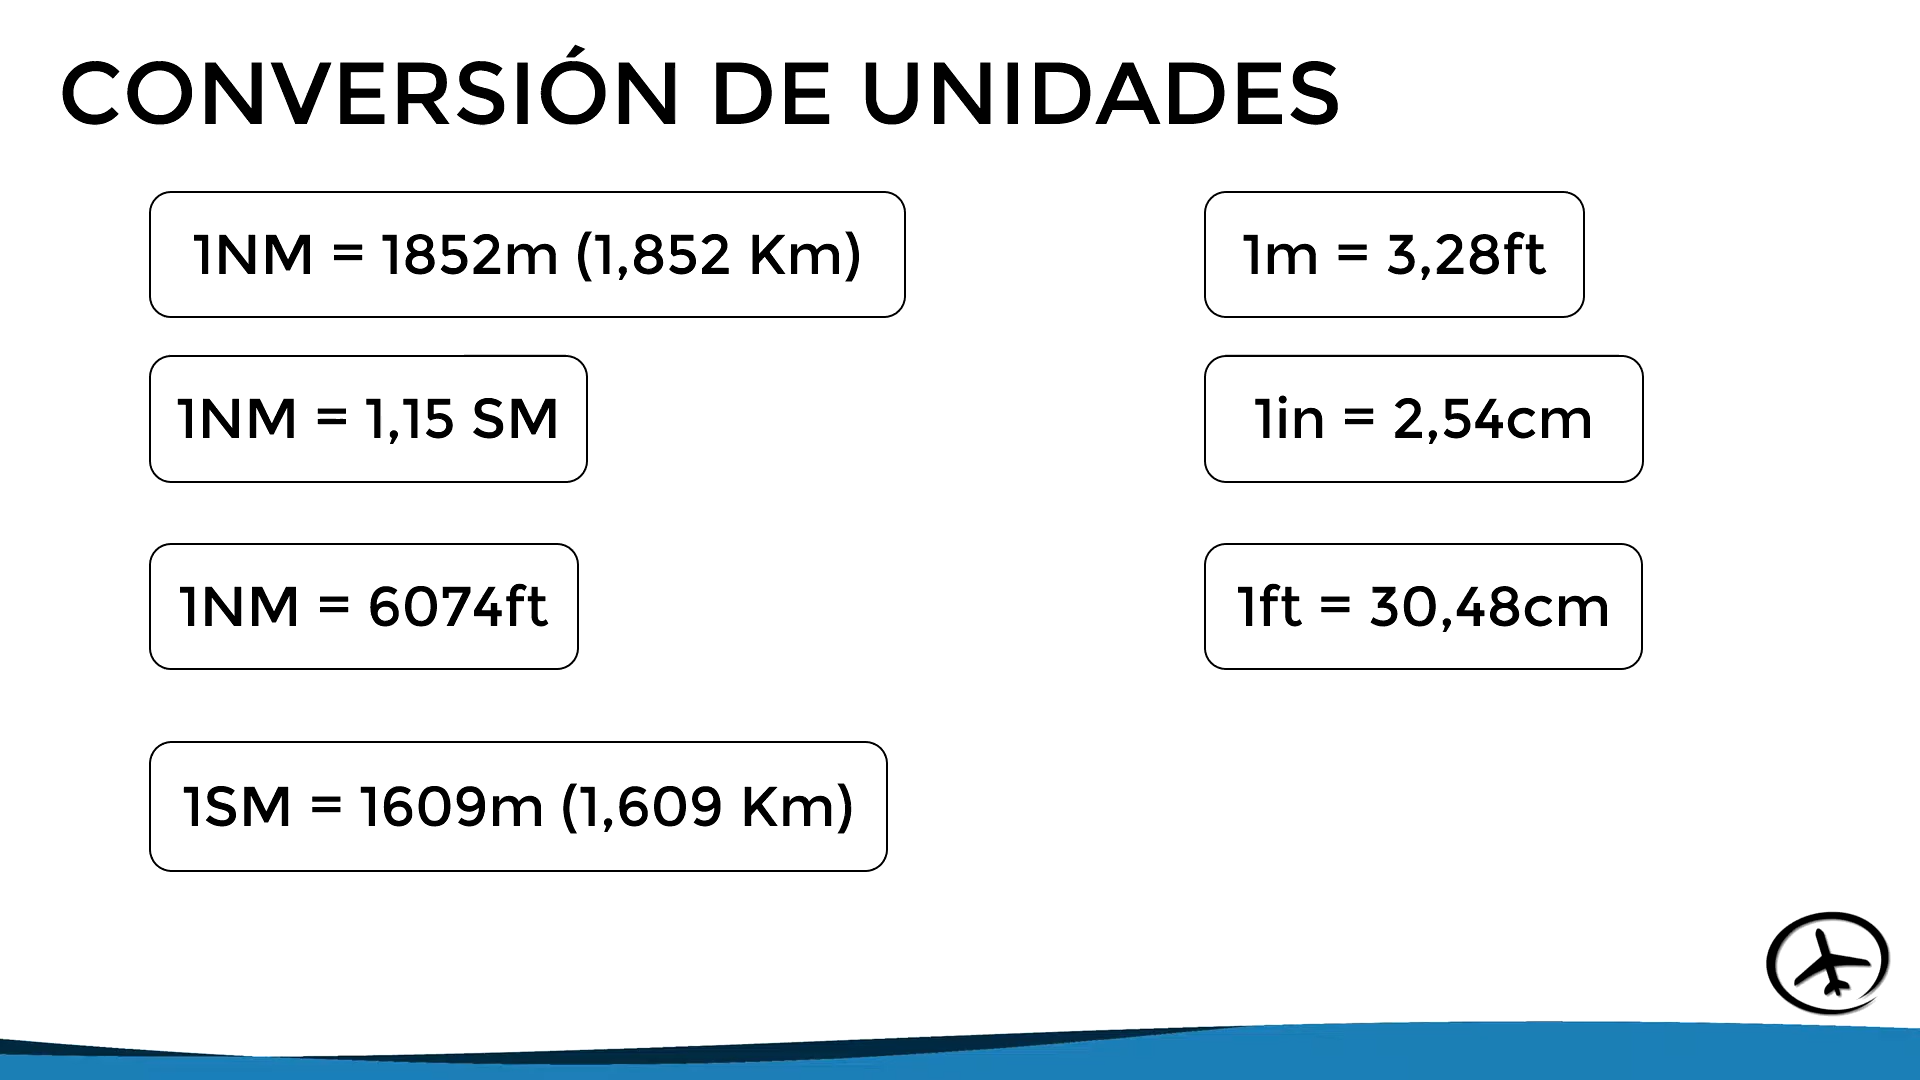 CONVERSIÓN DE UNIDADES
1NM = 1852m (1,852 Km)
1NM = 1,15 SM
1NM = 6074ft
1SM = 1609m (1,609 Km)
1m = 3,28ft
1in = 2,54cm
1ft = 30,48cm